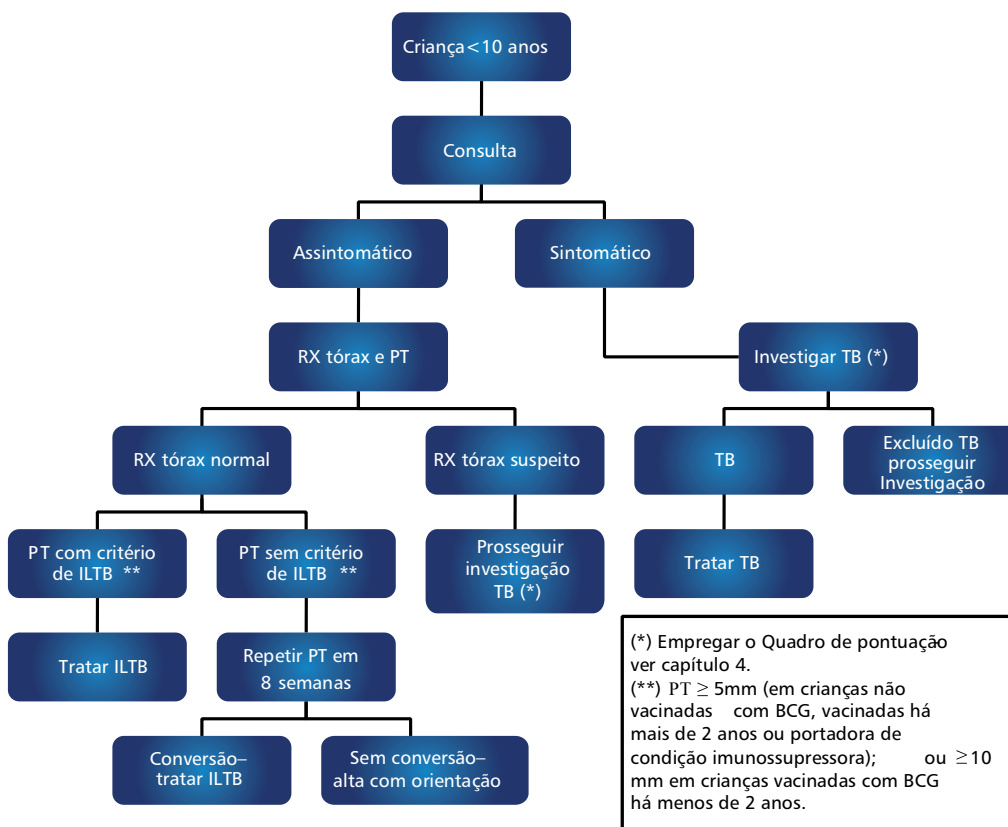 Criança<10 anos
Consulta
Assintomático
Sintomático
RX tórax e PT
Investigar TB (*)
RX tórax normal
RX tórax suspeito
TB
Excluído TB
prosseguir
Investigação
PT com critério
de ILTB **
PT sem critério
de ILTB **
Prosseguir
investigação
TB (*)
Tratar TB
Tratar ILTB
Repetir PT em
8 semanas
Conversão–
tratar ILTB
Sem conversão–
alta com orientação
(*) Empregar o Quadro de pontuação
ver capítulo 4.
(**) PT ≥ 5mm (em crianças não
vacinadas com BCG, vacinadas há
mais de 2 anos ou portadora de
condição imunossupressora); ou ≥10
mm em crianças vacinadas com BCG
há menos de 2 anos.